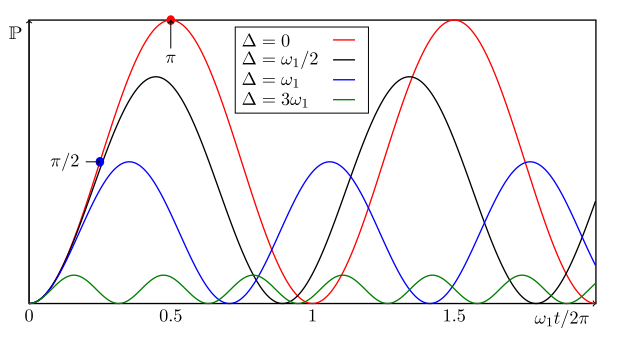 ℙ
Δ = 0
Δ = ω₁/2
Δ = ω₁
Δ = 3ω₁
π
π/2
0 0.5 1 1.5 ω₁t/2π